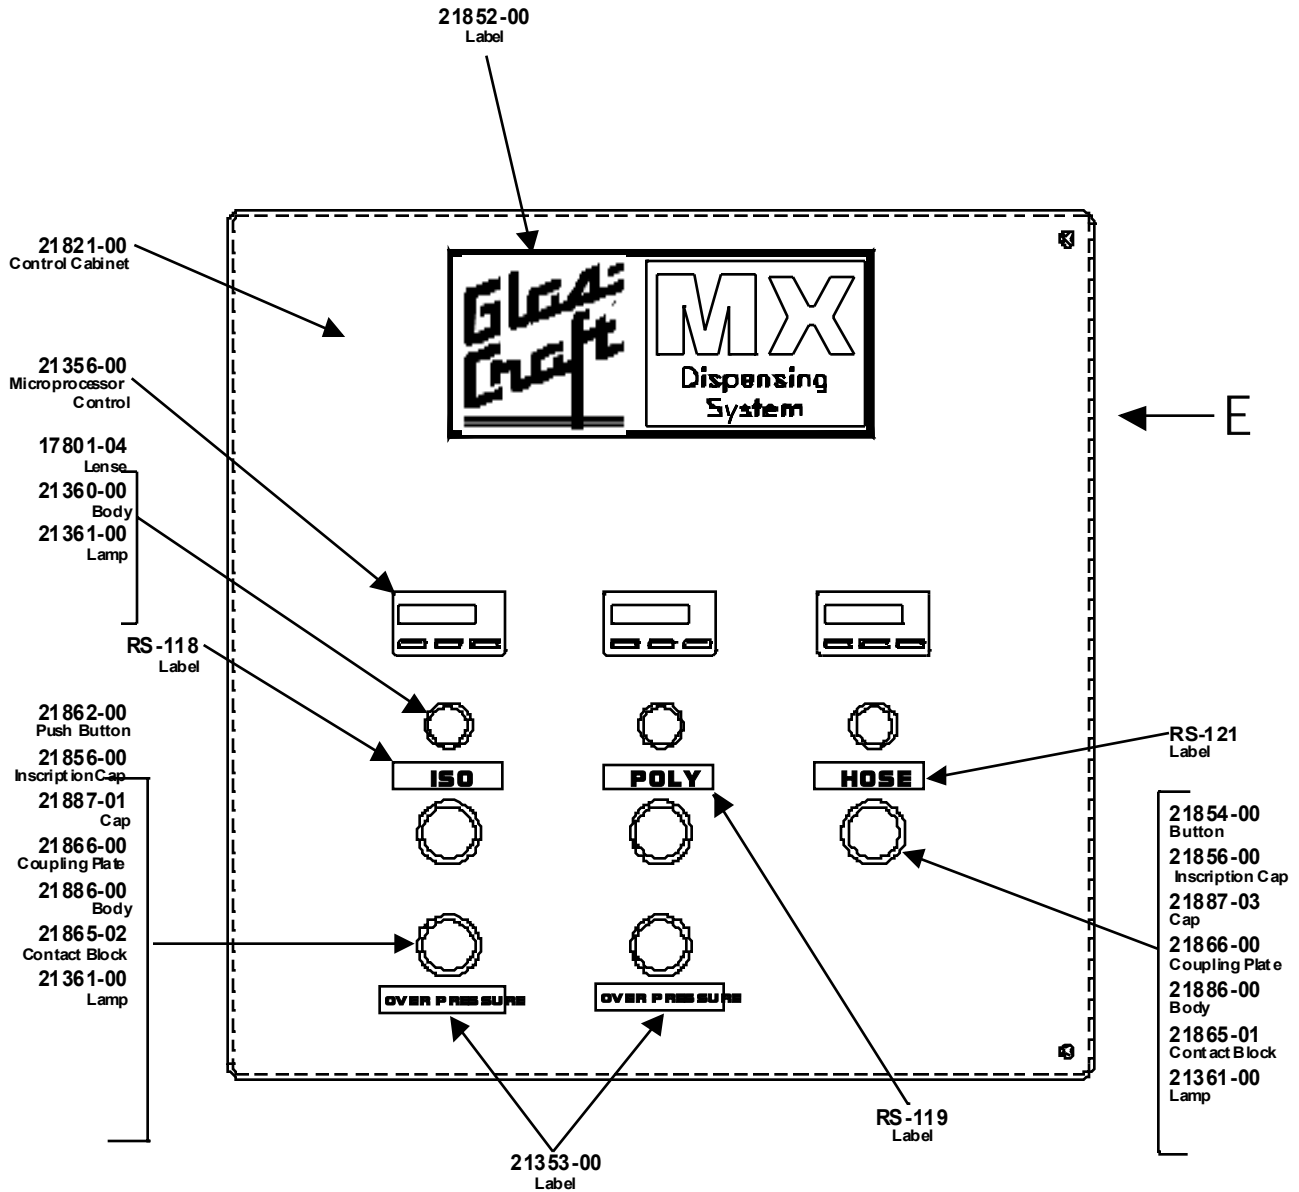 21852-00
Label
21821-00
Control Cabinet
21356-00
Microprocessor
Control
17801-04
Lense
21360-00
Body
21361-00
Lamp
RS-118
Label
21862-00
Push Button
21856-00
Inscription Cap
21887-01
Cap
21866-00
Coupling Plate
21886-00
Body
21865-02
Contact Block
21361-00
Lamp
Glas-
Craft
MX
Dispensing
System
E
ISO
POLY
HOSE
OVER PRESSURE
OVER PRESSURE
RS-121
Label
21854-00
Button
21856-00
Inscription Cap
21887-03
Cap
21866-00
Coupling Plate
21886-00
Body
21865-01
Contact Block
21361-00
Lamp
RS-119
Label
21353-00
Label